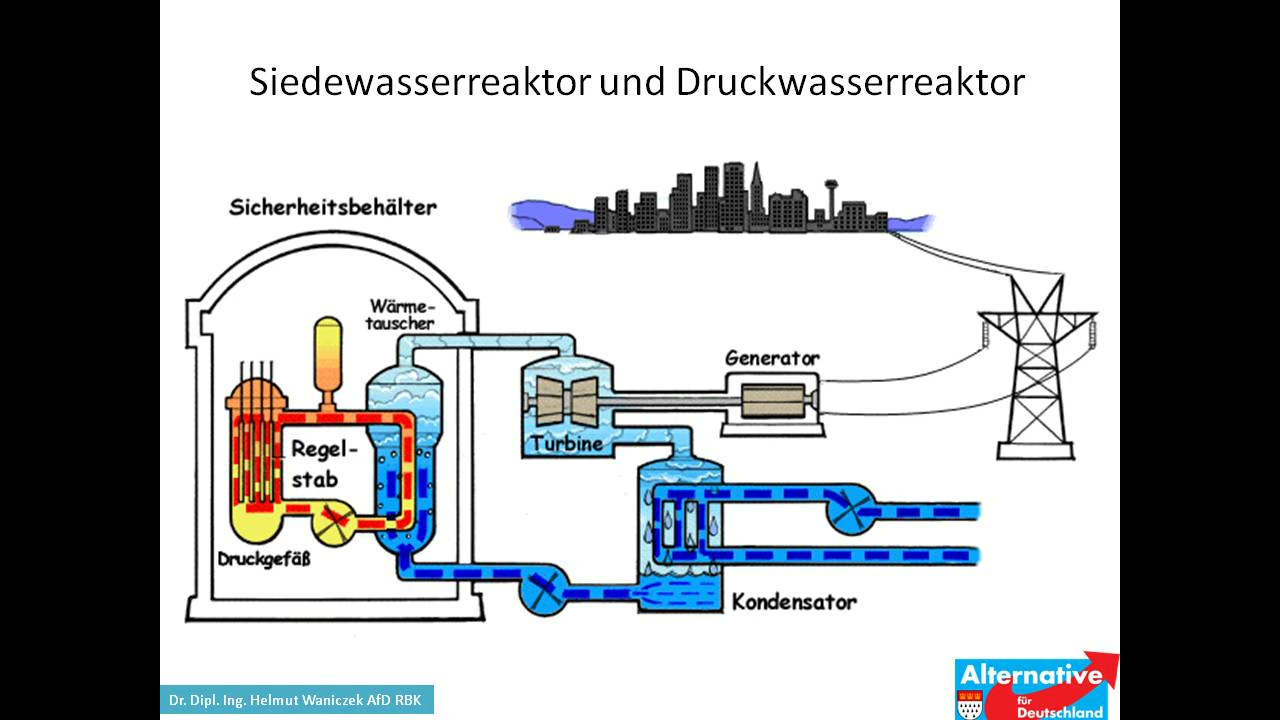 Siedewasserreaktor und Druckwasserreaktor
Sicherheitsbehälter
Wärme-
tauscher
Generator
Turbine
Regel-
stab
Druckgefäß
Kondensator
Dr. Dipl. Ing. Helmut Waniczek AfD RBK
Alternative
für
Deutschland